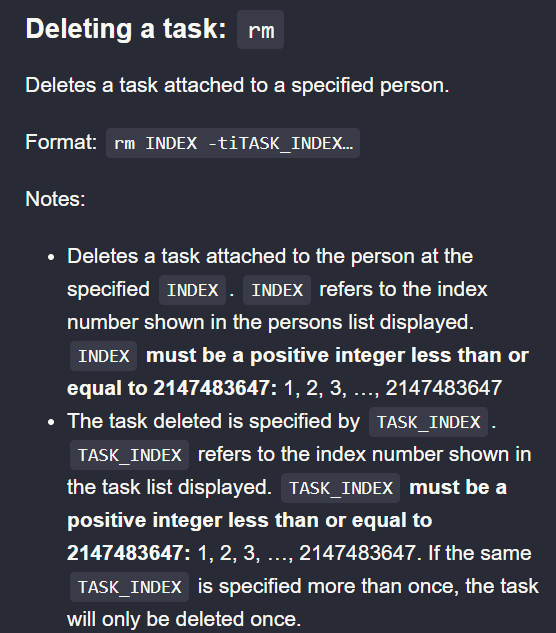 Deleting a task: rm
Deletes a task attached to a specified person.
Format: rm INDEX -tiTASK_INDEX…
Notes:
• Deletes a task attached to the person at the
specified INDEX. INDEX refers to the index
number shown in the persons list displayed.
INDEX must be a positive integer less than or
equal to 2147483647: 1, 2, 3, …, 2147483647
• The task deleted is specified by TASK_INDEX.
TASK_INDEX refers to the index number shown in
the task list displayed. TASK_INDEX must be a
positive integer less than or equal to
2147483647: 1, 2, 3, …, 2147483647. If the same
TASK_INDEX is specified more than once, the task
will only be deleted once.